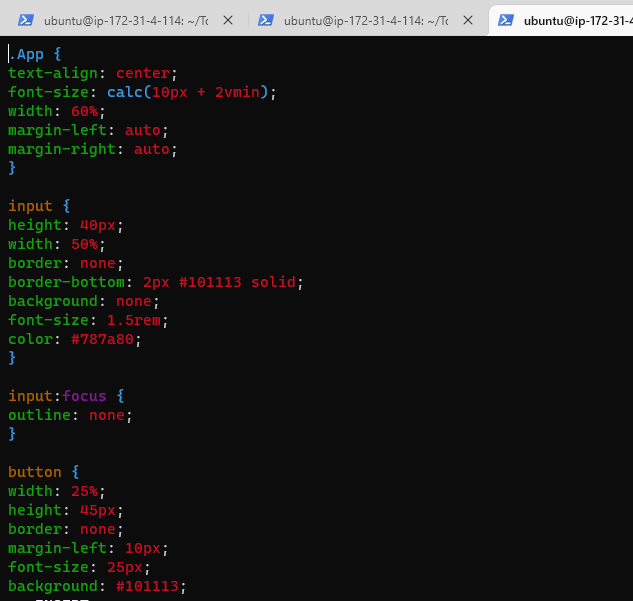 ubuntu@ip-172-31-4-114: ~/To
ubuntu@ip-172-31-4-114: ~/To
ubuntu@ip-172-31-4
.App {
text-align: center;
font-size: calc(10px + 2vmin);
width: 60%;
margin-left: auto;
margin-right: auto;
}
input {
height: 40px;
width: 50%;
border: none;
border-bottom: 2px #101113 solid;
background: none;
font-size: 1.5rem;
color: #787a80;
}
input:focus {
outline: none;
}
button {
width: 25%;
height: 45px;
border: none;
margin-left: 10px;
font-size: 25px;
background: #101113;